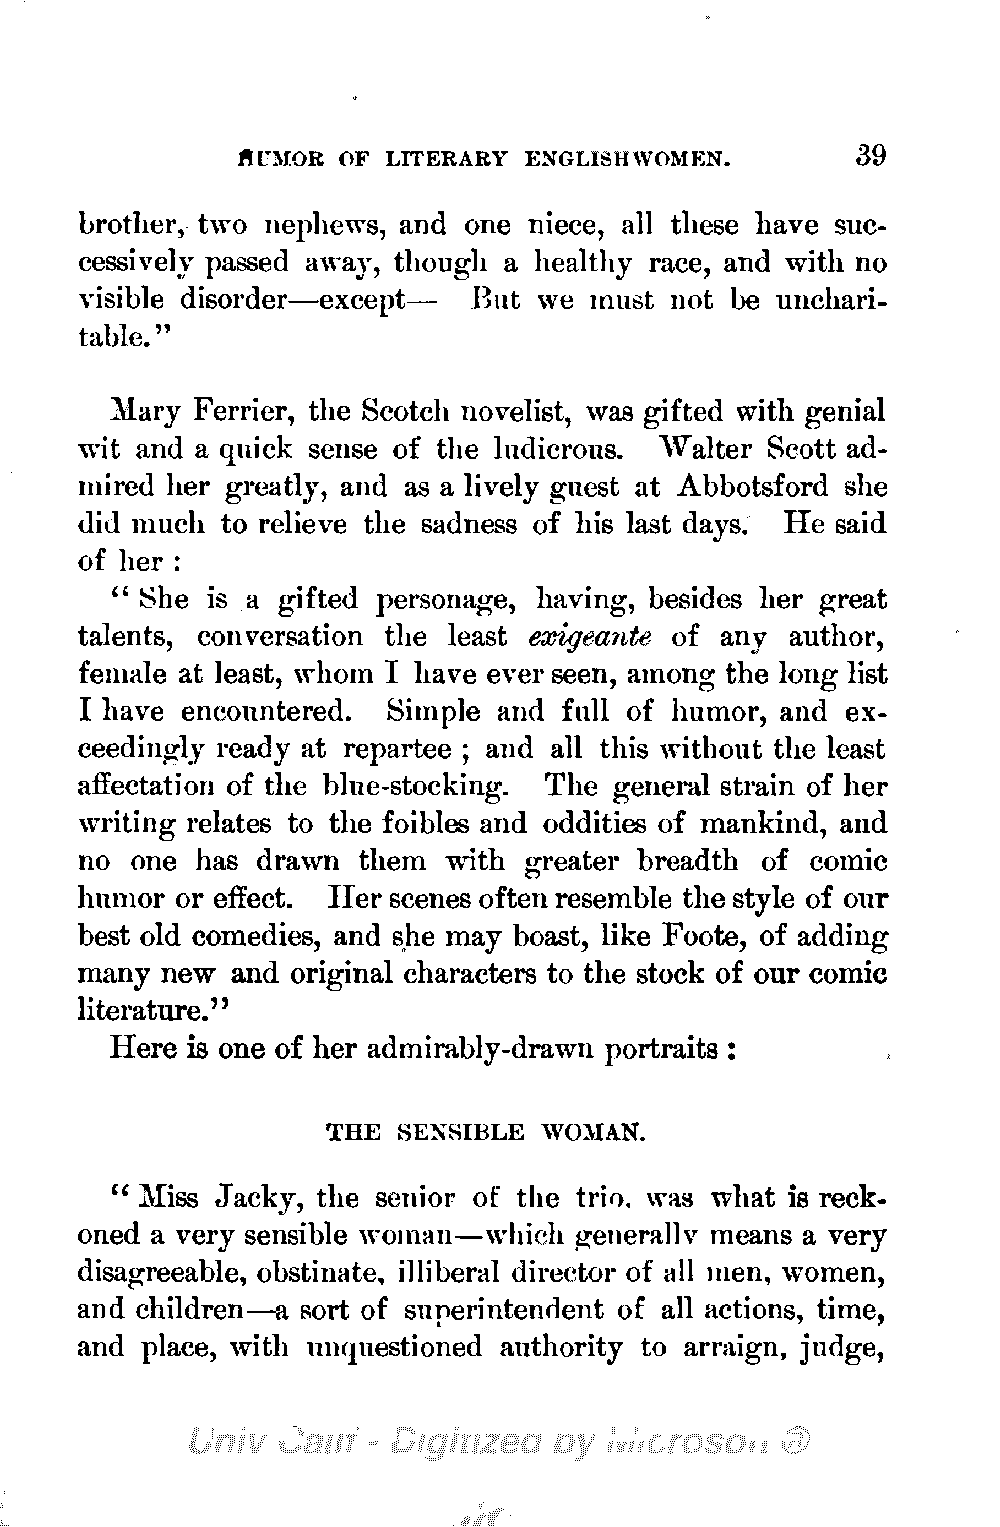 HUMOR OF LITERARY ENGLISHWOMEN. 39
brother, two nephews, and one niece, all these have suc-
cessively passed away, though a healthy race, and with no
visible disorder—except— But we must not be unchari-
table."
Mary Ferrier, the Scotch novelist, was gifted with genial
wit and a quick sense of the ludicrous. Walter Scott ad-
mired her greatly, and as a lively guest at Abbotsford she
did much to relieve the sadness of his last days. He said
of her :
" She is a gifted personage, having, besides her great
talents, conversation the least exigeante of any author,
female at least, whom I have ever seen, among the long list
I have encountered. Simple and full of humor, and ex-
ceedingly ready at repartee ; and all this without the least
affectation of the blue-stocking. The general strain of her
writing relates to the foibles and oddities of mankind, and
no one has drawn them with greater breadth of comic
humor or effect. Her scenes often resemble the style of our
best old comedies, and she may boast, like Foote, of adding
many new and original characters to the stock of our comic
literature."
Here is one of her admirably-drawn portraits :
THE SENSIBLE WOMAN.
" Miss Jacky, the senior of the trio, was what is reck-
oned a very sensible woman—which generally means a very
disagreeable, obstinate, illiberal director of all men, women,
and children—a sort of superintendent of all actions, time,
and place, with unquestioned authority to arraign, judge,
Univ Calif - Digitized by Microsoft ®